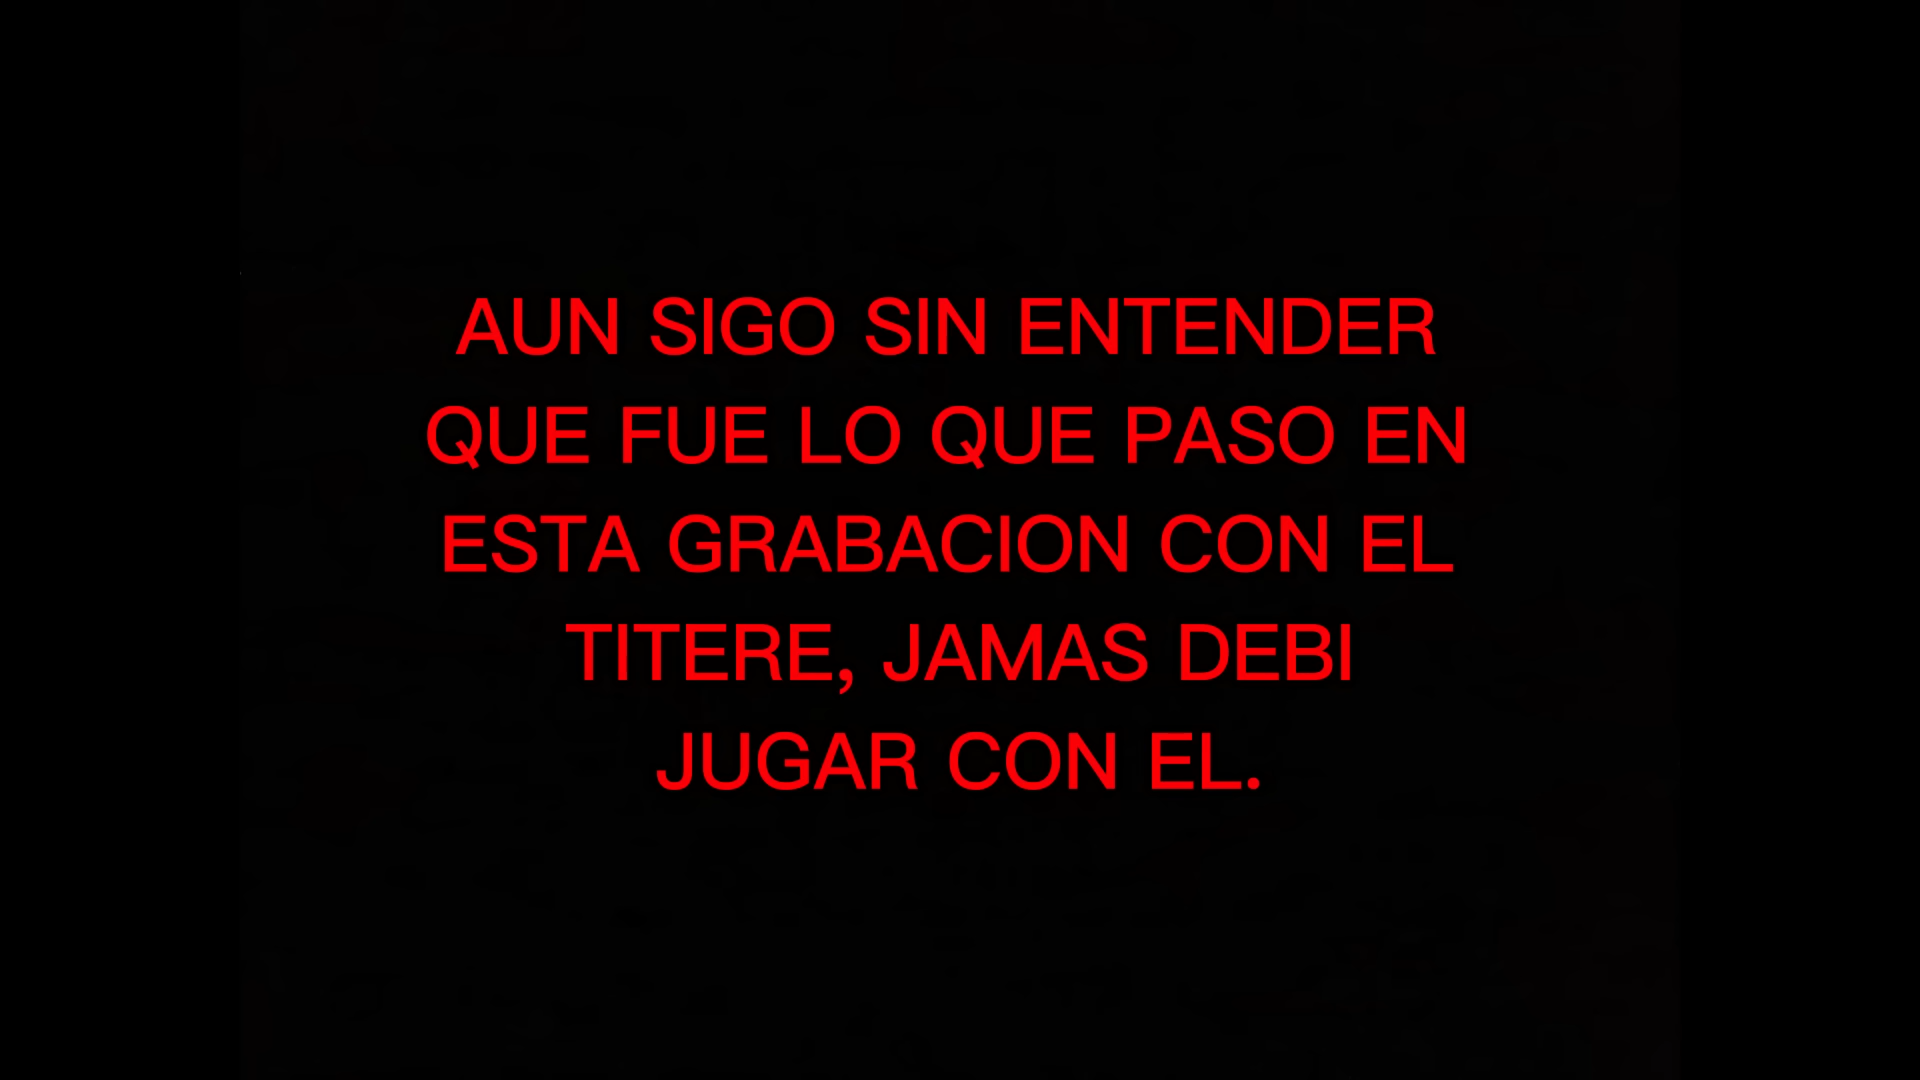 AUN SIGO SIN ENTENDER
QUE FUE LO QUE PASO EN
ESTA GRABACION CON EL
TITERE, JAMAS DEBI
JUGAR CON EL.